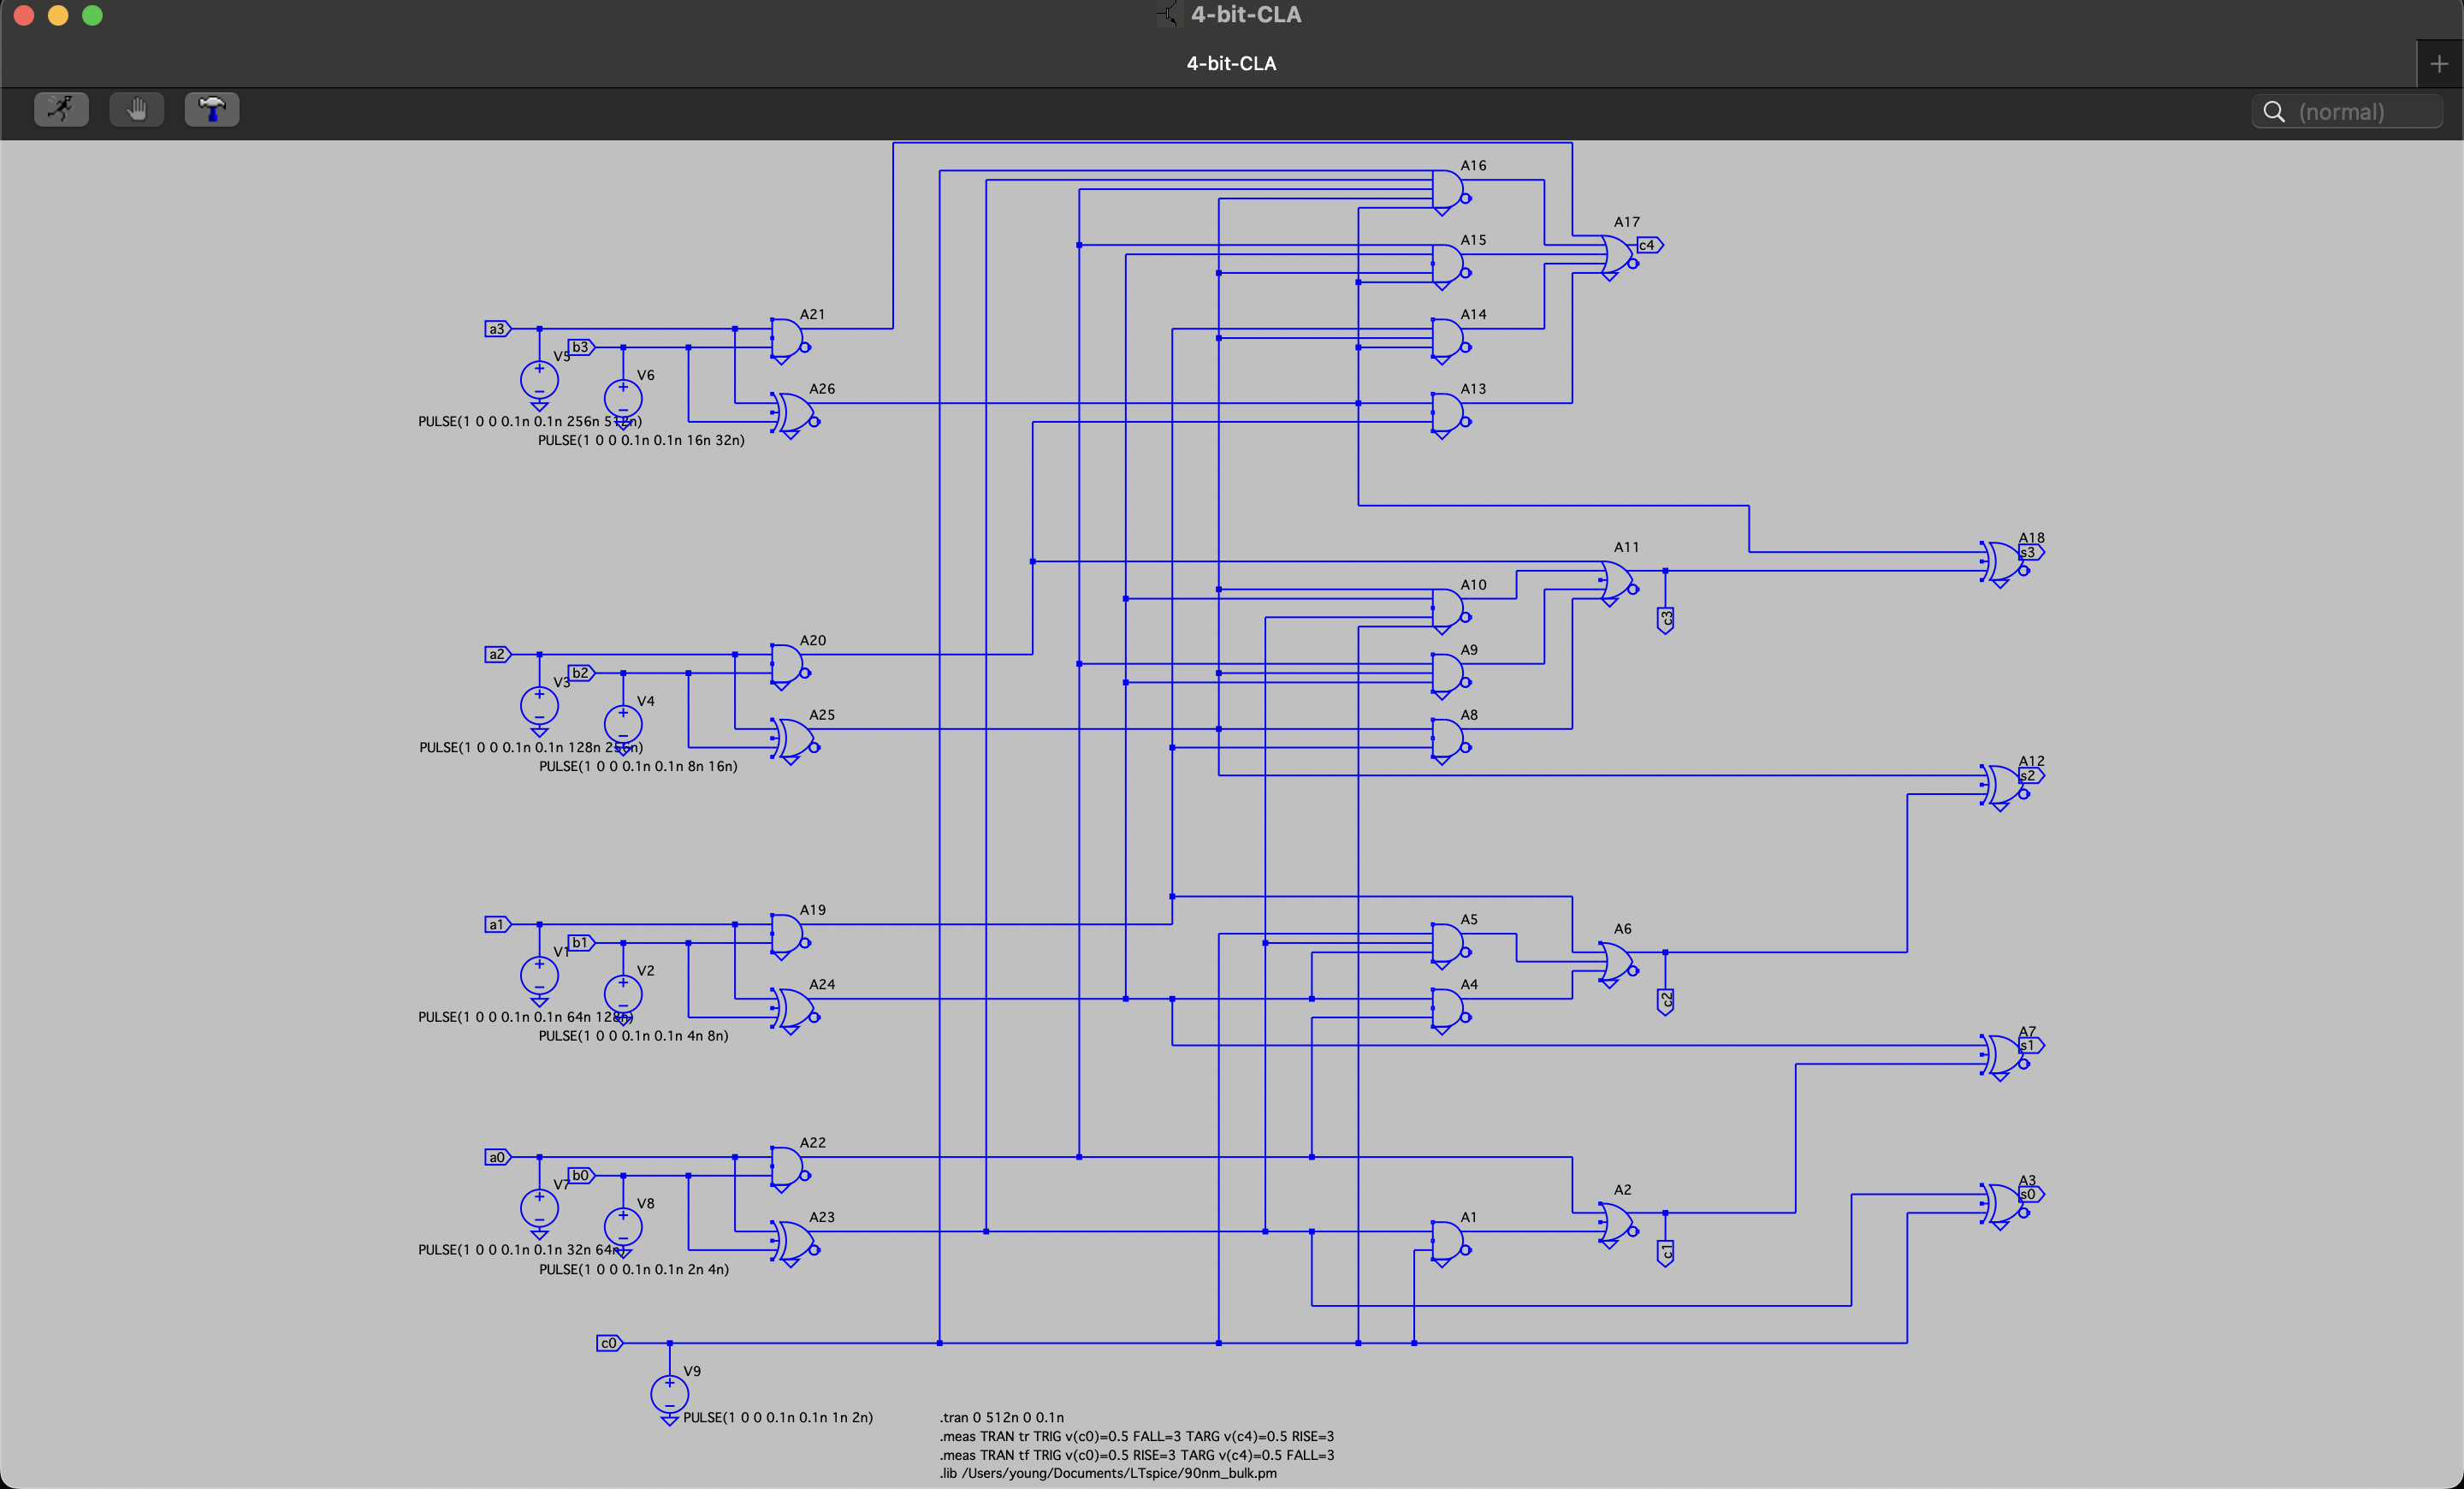 4-bit-CLA
4-bit-CLA
(normal)
A16
A17
c4
A15
A14
A13
a3
b3
A21
V5
V6
A26
PULSE(1 0 0 0.1n 0.1n 256n 512n)
PULSE(1 0 0 0.1n 0.1n 16n 32n)
A18
s3
A11
c3
A10
A9
A8
a2
b2
A20
V3
V4
A25
PULSE(1 0 0 0.1n 0.1n 128n 256n)
PULSE(1 0 0 0.1n 0.1n 8n 16n)
A12
s2
a1
b1
A19
V1
V2
A24
PULSE(1 0 0 0.1n 0.1n 64n 128n)
PULSE(1 0 0 0.1n 0.1n 4n 8n)
A5
A6
A4
c2
A7
s1
a0
b0
A22
V7
V8
A23
PULSE(1 0 0 0.1n 0.1n 32n 64n)
PULSE(1 0 0 0.1n 0.1n 2n 4n)
A1
A2
c1
A3
s0
c0
V9
PULSE(1 0 0 0.1n 0.1n 1n 2n)
.tran 0 512n 0 0.1n
.meas TRAN tr TRIG v(c0)=0.5 FALL=3 TARG v(c4)=0.5 RISE=3
.meas TRAN tf TRIG v(c0)=0.5 RISE=3 TARG v(c4)=0.5 FALL=3
.lib /Users/young/Documents/LTspice/90nm_bulk.pm